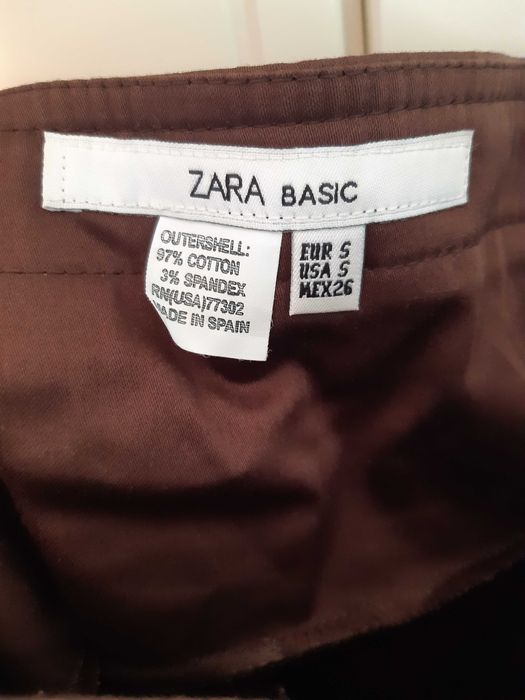 ZARA BASIC
OUTERSHELL:
97% COTTON
3% SPANDEX
RN(USA)77302
MADE IN SPAIN
EUR S
USA S
MEX26